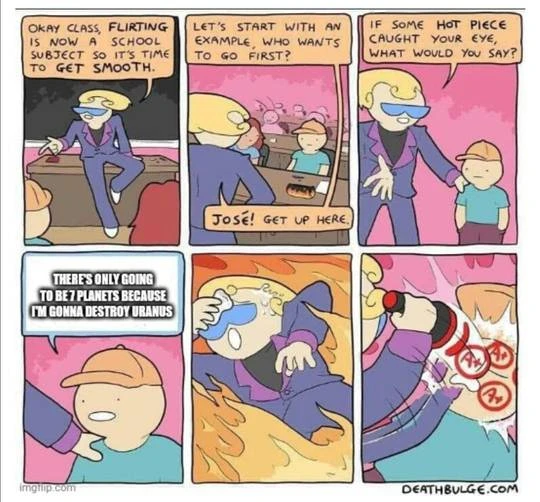 OKAY CLASS, FLIRTING
IS NOW A SCHOOL
SUBJECT SO IT'S TIME
TO GET SMOOTH.
LET'S START WITH AN
EXAMPLE, WHO WANTS
TO GO FIRST?
JOSÉ! GET UP HERE.
IF SOME HOT PIECE
CAUGHT YOUR EYE,
WHAT WOULD YOU SAY?
THERE'S ONLY GOING
TO BE 7 PLANETS BECAUSE
I'M GONNA DESTROY URANUS
A+
A+
A+
imgflip.com
DEATHBULGE.COM